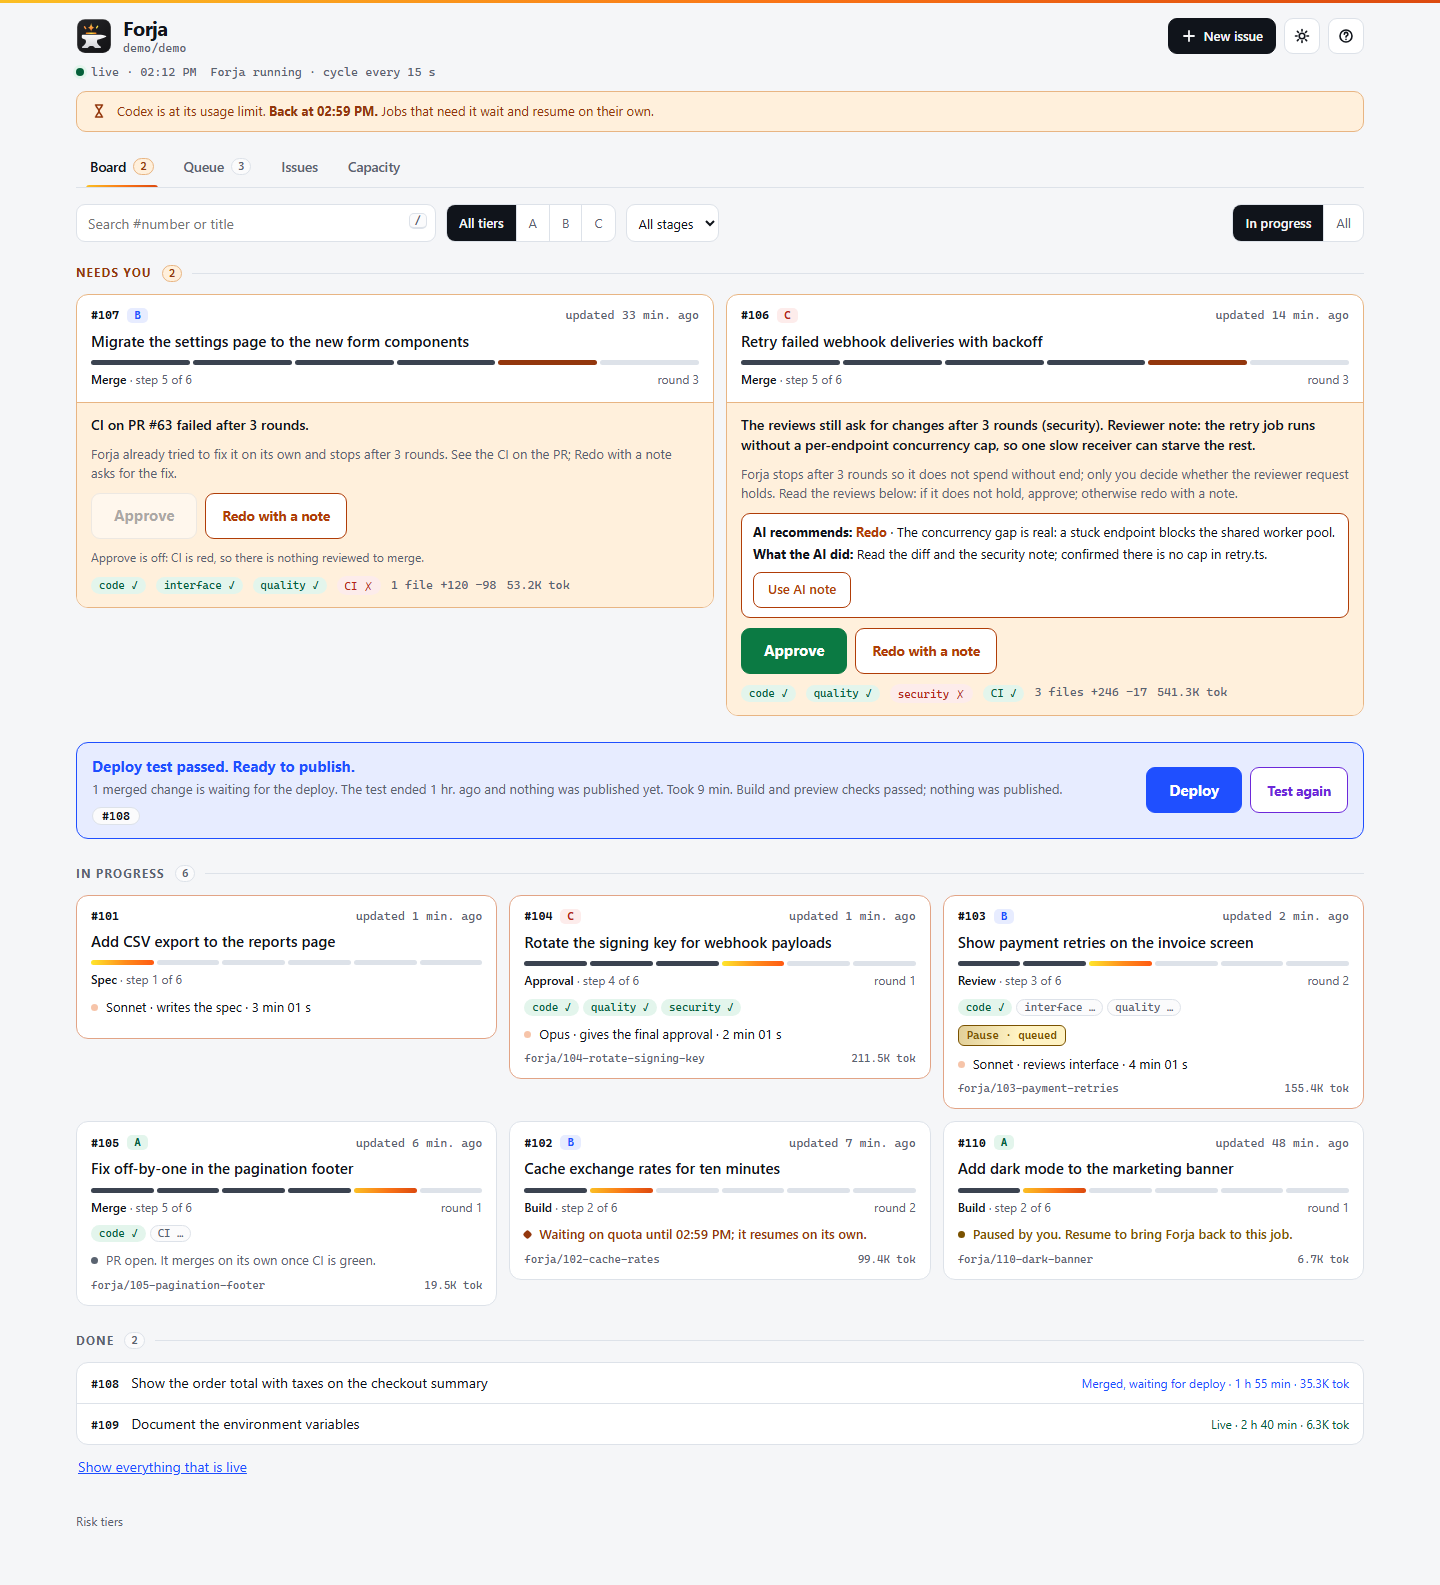 Forja
demo/demo
New issue
live · 02:12 PM Forja running · cycle every 15 s
Codex is at its usage limit. Back at 02:59 PM. Jobs that need it wait and resume on their own.
Board 2 Queue 3 Issues Capacity
Search #number or title /
All tiers A B C
All stages
In progress All
NEEDS YOU 2
#107 B updated 33 min. ago
Migrate the settings page to the new form components
Merge · step 5 of 6 round 3
CI on PR #63 failed after 3 rounds.
Forja already tried to fix it on its own and stops after 3 rounds. See the CI on the PR; Redo with a note
asks for the fix.
Approve Redo with a note
Approve is off: CI is red, so there is nothing reviewed to merge.
code ✓ interface ✓ quality ✓ CI ✗ 1 file +120 −98 53.2K tok
#106 C updated 14 min. ago
Retry failed webhook deliveries with backoff
Merge · step 5 of 6 round 3
The reviews still ask for changes after 3 rounds (security). Reviewer note: the retry job runs
without a per-endpoint concurrency cap, so one slow receiver can starve the rest.
Forja stops after 3 rounds so it does not spend without end; only you decide whether the reviewer request
holds. Read the reviews below: if it does not hold, approve; otherwise redo with a note.
AI recommends: Redo · The concurrency gap is real: a stuck endpoint blocks the shared worker pool.
What the AI did: Read the diff and the security note; confirmed there is no cap in retry.ts.
Use AI note
Approve Redo with a note
code ✓ quality ✓ security ✗ CI ✓ 3 files +246 −17 541.3K tok
Deploy test passed. Ready to publish.
1 merged change is waiting for the deploy. The test ended 1 hr. ago and nothing was published yet. Took 9 min. Build and preview checks passed; nothing was published.
#108
Deploy Test again
IN PROGRESS 6
#101 updated 1 min. ago
Add CSV export to the reports page
Spec · step 1 of 6
Sonnet · writes the spec · 3 min 01 s
#104 C updated 1 min. ago
Rotate the signing key for webhook payloads
Approval · step 4 of 6 round 1
code ✓ quality ✓ security ✓
Opus · gives the final approval · 2 min 01 s
forja/104-rotate-signing-key 211.5K tok
#103 B updated 2 min. ago
Show payment retries on the invoice screen
Review · step 3 of 6 round 2
code ✓ interface … quality …
Pause · queued
Sonnet · reviews interface · 4 min 01 s
forja/103-payment-retries 155.4K tok
#105 A updated 6 min. ago
Fix off-by-one in the pagination footer
Merge · step 5 of 6 round 1
code ✓ CI …
PR open. It merges on its own once CI is green.
forja/105-pagination-footer 19.5K tok
#102 B updated 7 min. ago
Cache exchange rates for ten minutes
Build · step 2 of 6 round 2
Waiting on quota until 02:59 PM; it resumes on its own.
forja/102-cache-rates 99.4K tok
#110 A updated 48 min. ago
Add dark mode to the marketing banner
Build · step 2 of 6 round 1
Paused by you. Resume to bring Forja back to this job.
forja/110-dark-banner 6.7K tok
DONE 2
#108 Show the order total with taxes on the checkout summary Merged, waiting for deploy · 1 h 55 min · 35.3K tok
#109 Document the environment variables Live · 2 h 40 min · 6.3K tok
Show everything that is live
Risk tiers